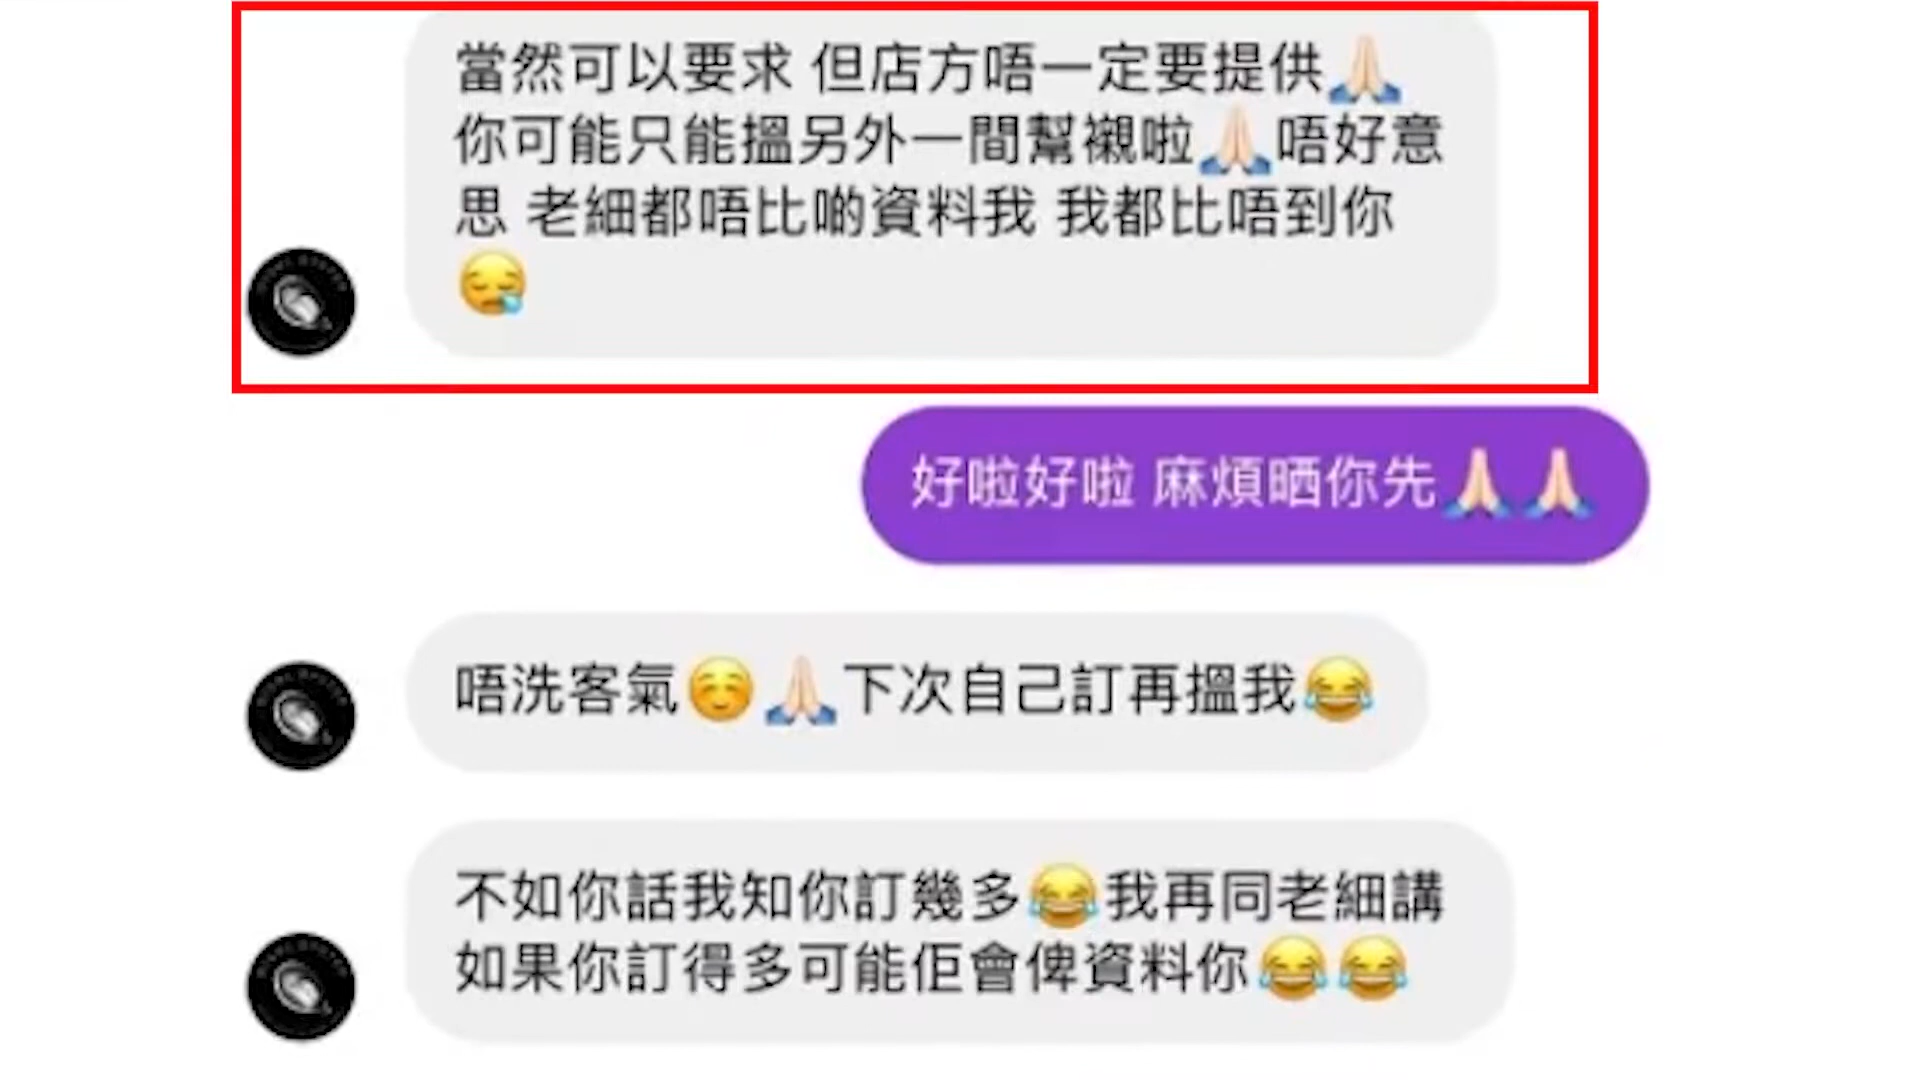 當然可以要求 但店方唔一定要提供🙏🏻
你可能只能搵另外一間幫襯啦🙏🏻唔好意
思 老細都唔比啲資料我 我都比唔到你
😪
好啦好啦 麻煩晒你先🙏🏻🙏🏻
唔洗客氣☺️🙏🏻下次自己訂再搵我😂
不如你話我知你訂幾多😂我再同老細講
如果你訂得多可能佢會俾資料你😂😂